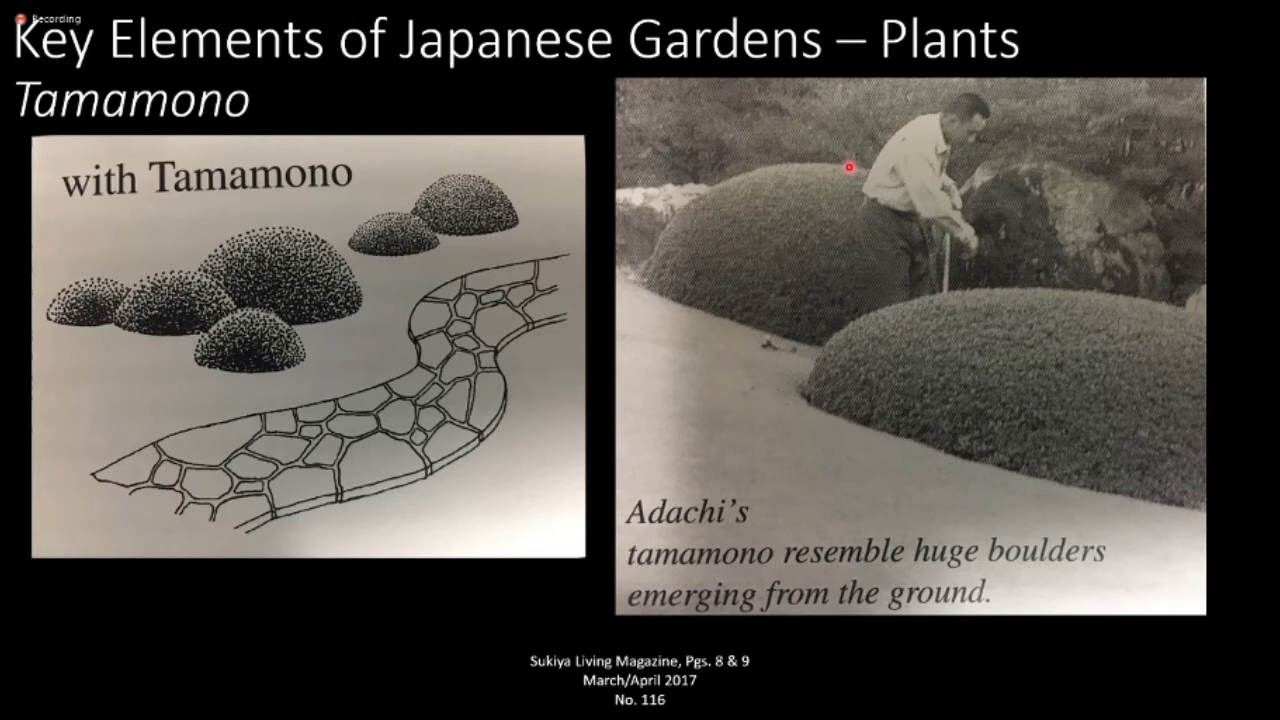 Recording
Key Elements of Japanese Gardens – Plants
Tamamono
with Tamamono
Adachi's
tamamono resemble huge boulders
emerging from the ground.
Sukiya Living Magazine, Pgs. 8 & 9
March/April 2017
No. 116